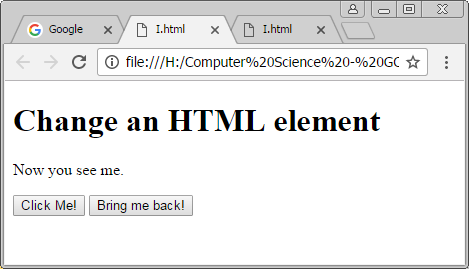 Google I.html I.html
file:///H:/Computer%20Science%20-%20GC
Change an HTML element
Now you see me.
Click Me! Bring me back!